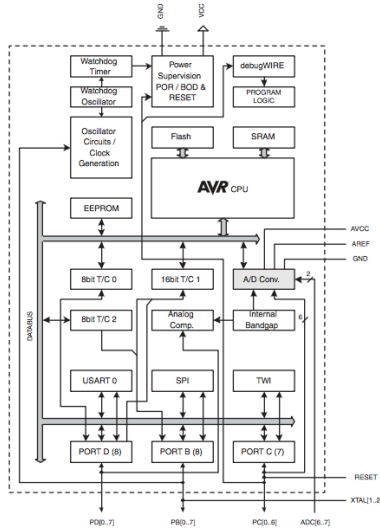 GND
VCC
Watchdog
Timer
Watchdog
Oscillator
Oscillator
Circuits /
Clock
Generation
Power
Supervision
POR / BOD &
RESET
debugWIRE
PROGRAM
LOGIC
Flash
SRAM
AVR CPU
EEPROM
AVCC
AREF
GND
8bit T/C 0
16bit T/C 1
A/D Conv.
2
DATABUS
8bit T/C 2
Analog
Comp.
Internal
Bandgap
6
USART 0
SPI
TWI
PORT D (8)
PORT B (8)
PORT C (7)
RESET
XTAL[1..2
PD[0..7]
PB[0..7]
PC[0..6]
ADC[6..7]